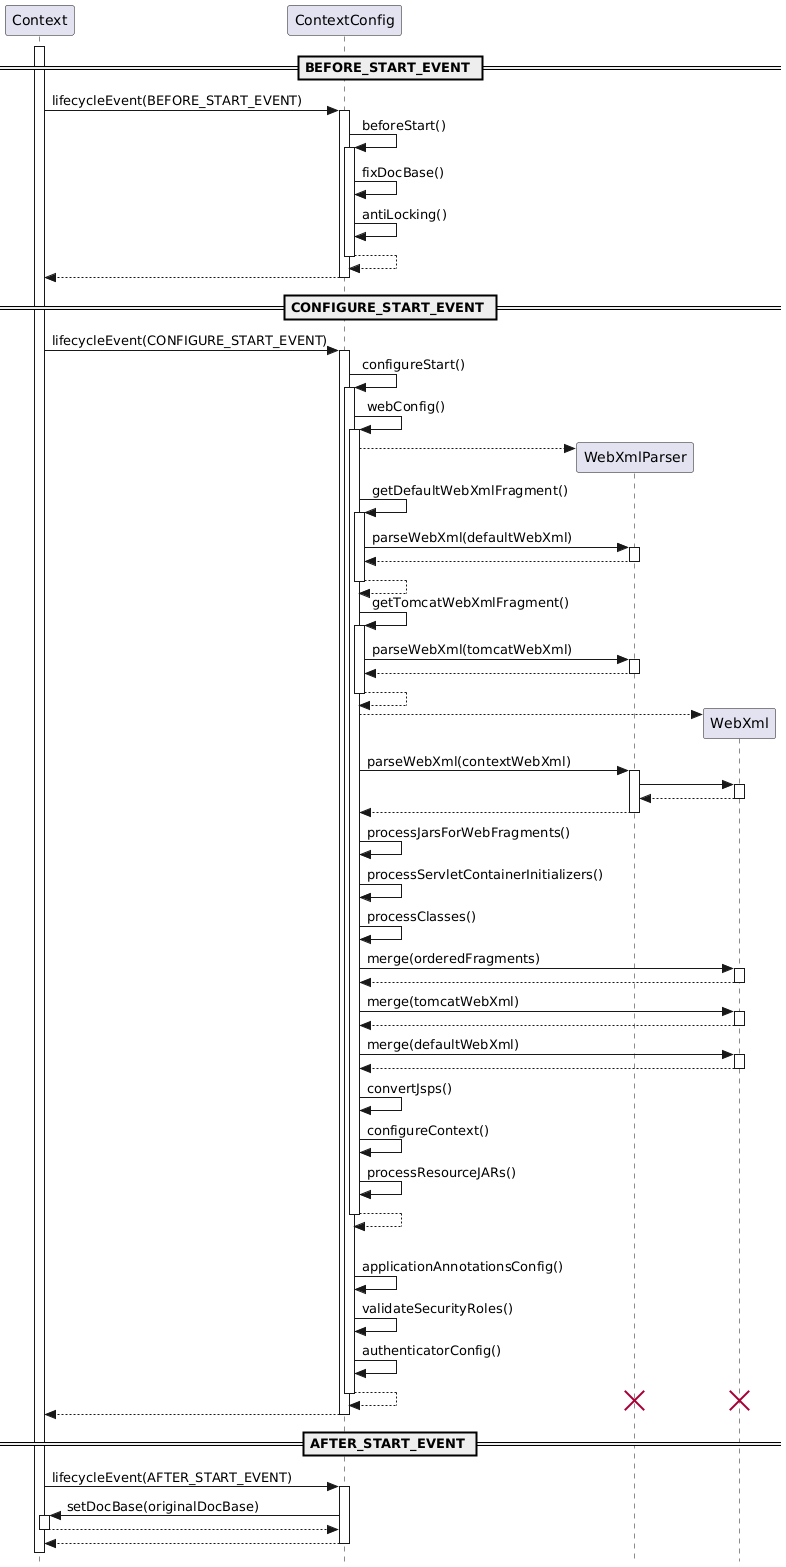 Context
ContextConfig
BEFORE_START_EVENT
lifecycleEvent(BEFORE_START_EVENT)
beforeStart()
fixDocBase()
antiLocking()
CONFIGURE_START_EVENT
lifecycleEvent(CONFIGURE_START_EVENT)
configureStart()
webConfig()
WebXmlParser
getDefaultWebXmlFragment()
parseWebXml(defaultWebXml)
getTomcatWebXmlFragment()
parseWebXml(tomcatWebXml)
WebXml
parseWebXml(contextWebXml)
processJarsForWebFragments()
processServletContainerInitializers()
processClasses()
merge(orderedFragments)
merge(tomcatWebXml)
merge(defaultWebXml)
convertJsps()
configureContext()
processResourceJARs()
applicationAnnotationsConfig()
validateSecurityRoles()
authenticatorConfig()
AFTER_START_EVENT
lifecycleEvent(AFTER_START_EVENT)
setDocBase(originalDocBase)